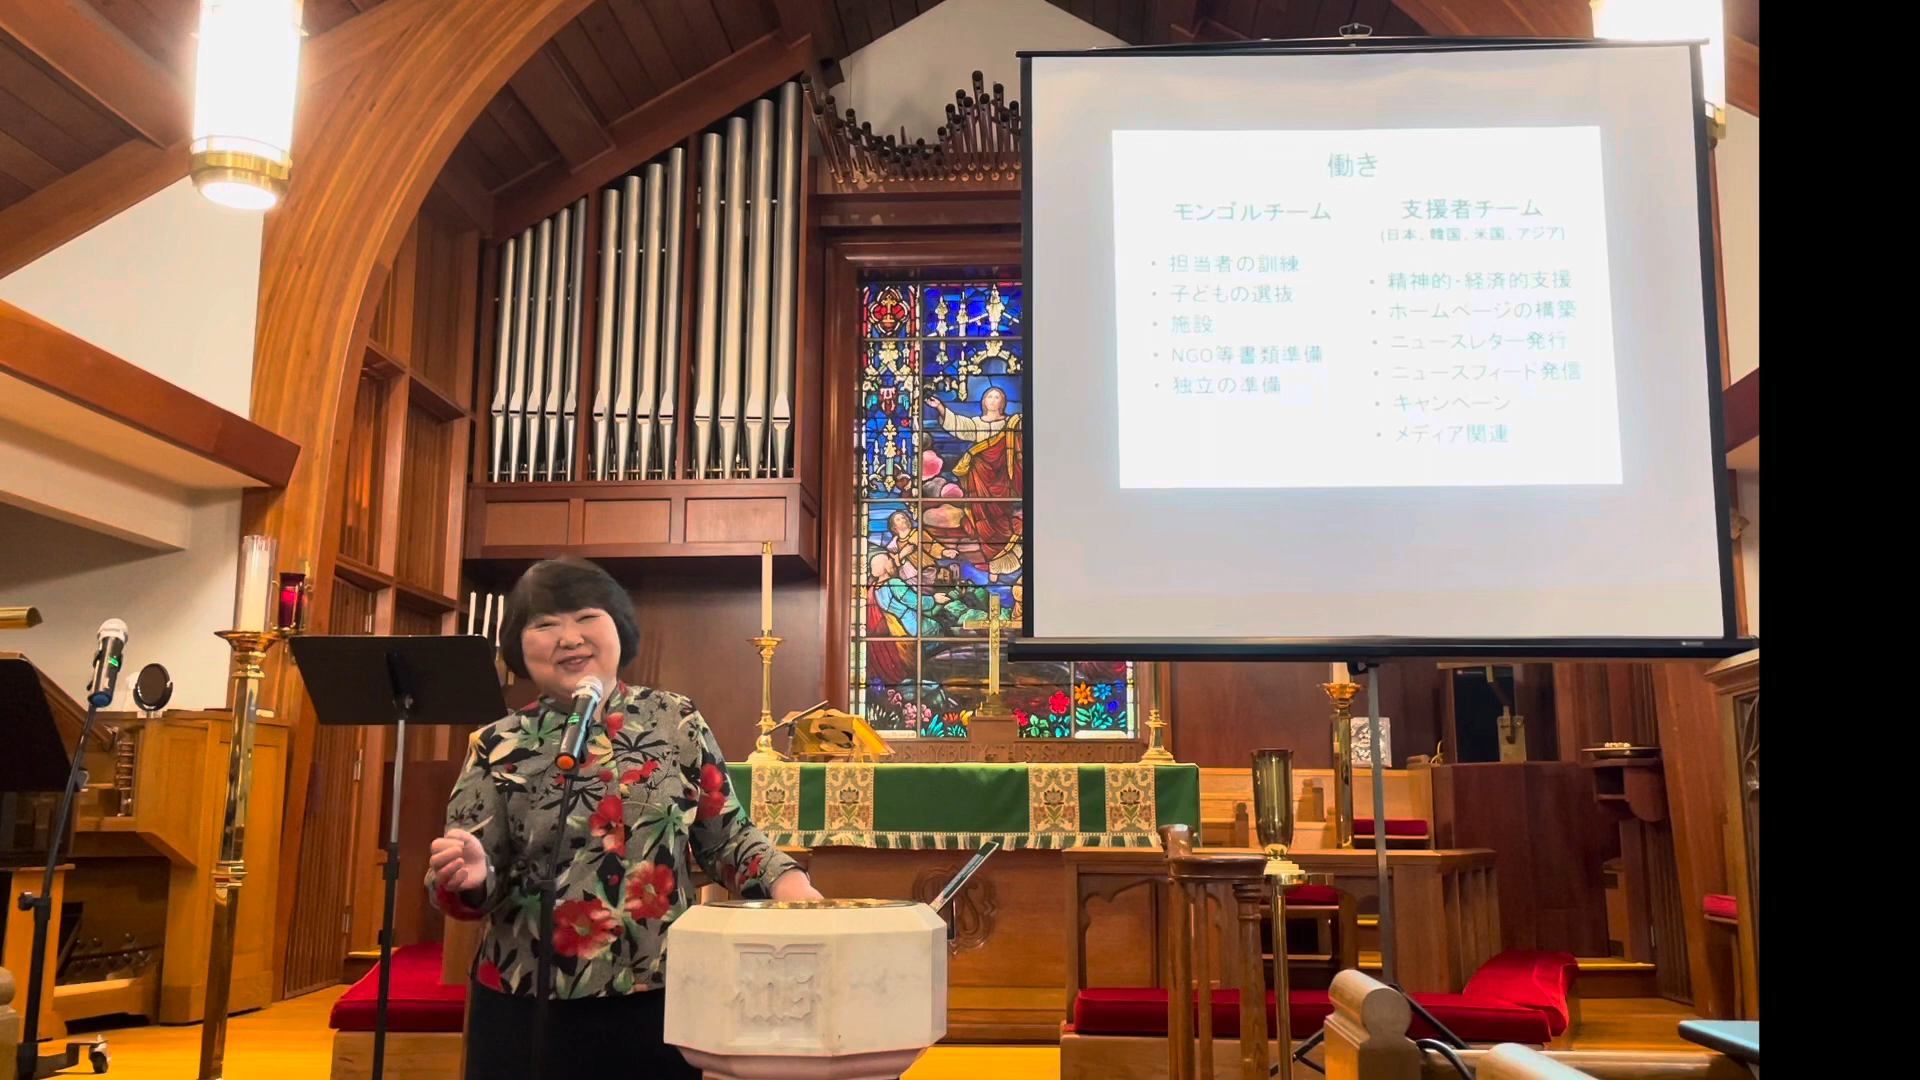 働き
モンゴルチーム
・担当者の訓練
・子どもの選抜
・施設
・NGO等書類準備
・独立の準備
支援者チーム
(日本、韓国、米国、アジア)
・精神的・経済的支援
・ホームページの構築
・ニュースレター発行
・ニュースフィード発信
・キャンペーン
・メディア関連
ihs